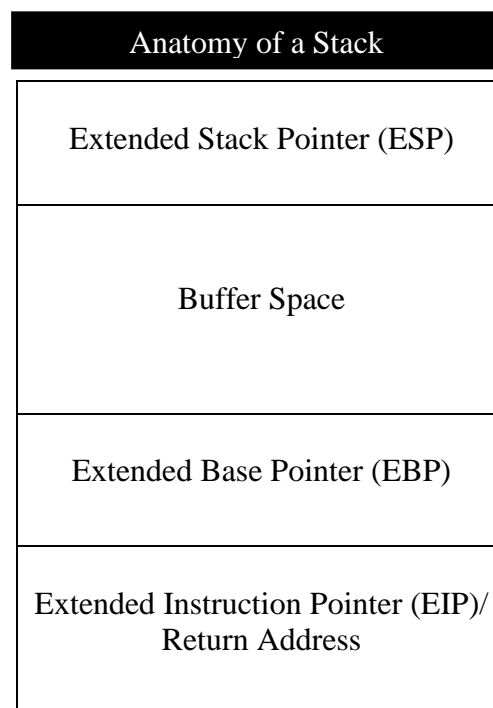 Anatomy of a Stack
Extended Stack Pointer (ESP)
Buffer Space
Extended Base Pointer (EBP)
Extended Instruction Pointer (EIP)/
Return Address